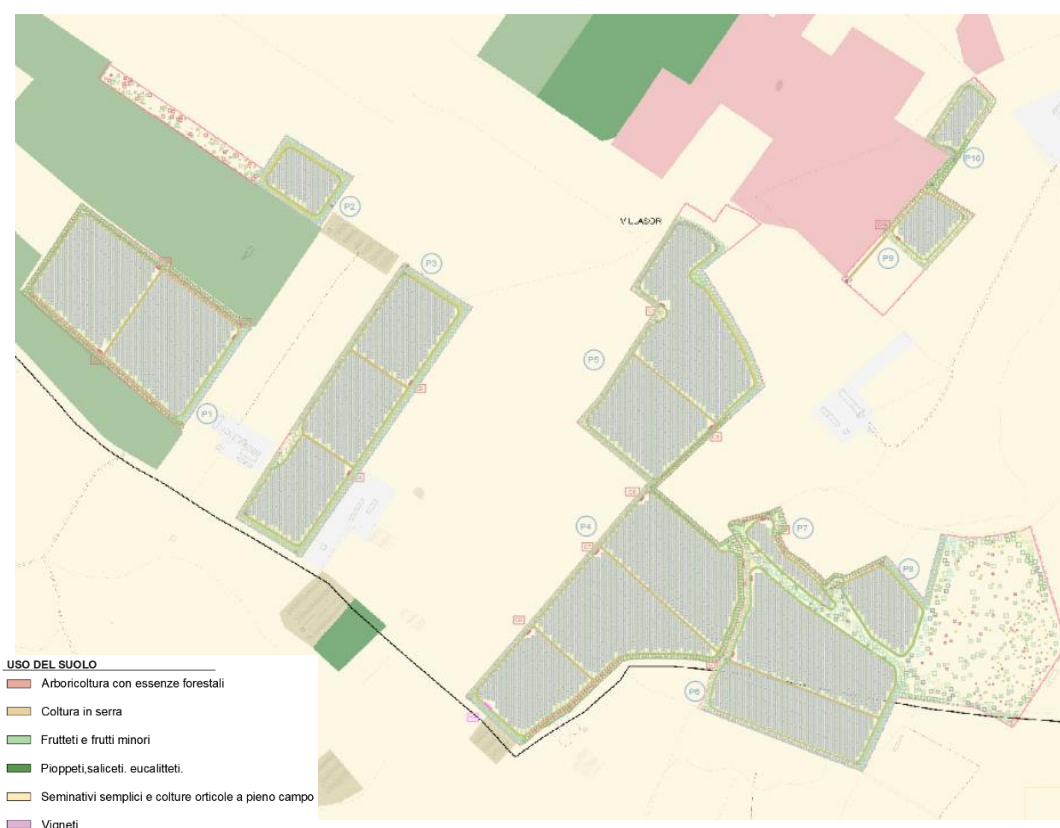 P10
P2
VILLASOR
P9
P3
P5
P1
P4
P7
P8
P6
USO DEL SUOLO
Arboricoltura con essenze forestali
Coltura in serra
Frutteti e frutti minori
Pioppeti,saliceti. eucalitteti.
Seminativi semplici e colture orticole a pieno campo
Vigneti